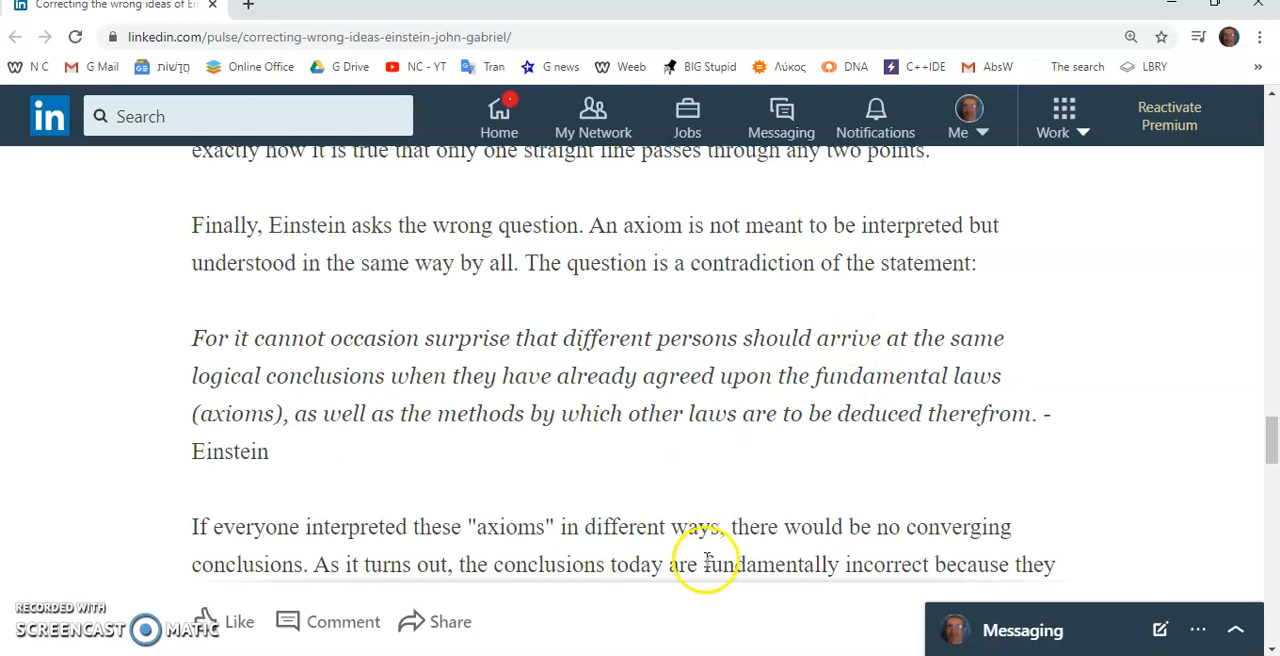 Correcting the wrong ideas of Ei
linkedin.com/pulse/correcting-wrong-ideas-einstein-john-gabriel/
N C
G Mail
חֲדָשׁוֹת
Online Office
G Drive
NC - YT
Tran
G news
Weeb
BIG Stupid
Λύκος
DNA
C++IDE
AbsW
The search
LBRY
»
in
Search
Home
My Network
Jobs
Messaging
Notifications
Me
Work
Reactivate
Premium
exactly how it is true that only one straight line passes through any two points.
Finally, Einstein asks the wrong question. An axiom is not meant to be interpreted but
understood in the same way by all. The question is a contradiction of the statement:
For it cannot occasion surprise that different persons should arrive at the same
logical conclusions when they have already agreed upon the fundamental laws
(axioms), as well as the methods by which other laws are to be deduced therefrom. -
Einstein
If everyone interpreted these "axioms" in different ways, there would be no converging
conclusions. As it turns out, the conclusions today are fundamentally incorrect because they
Like
Comment
Share
Messaging
RECORDED WITH
SCREENCAST MATIC